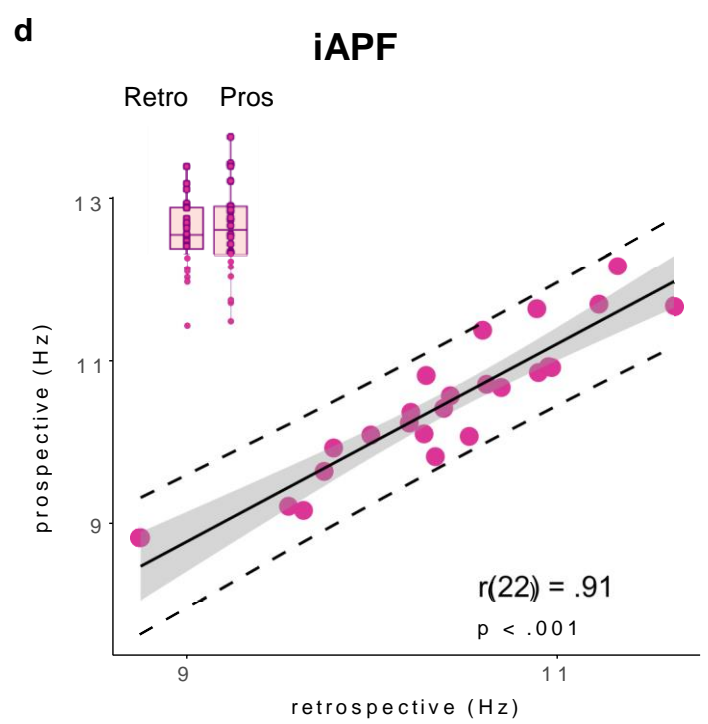 d
iAPF
Retro Pros
13
11
9
prospective (Hz)
r(22) = .91
p < .001
9 11
retrospective (Hz)